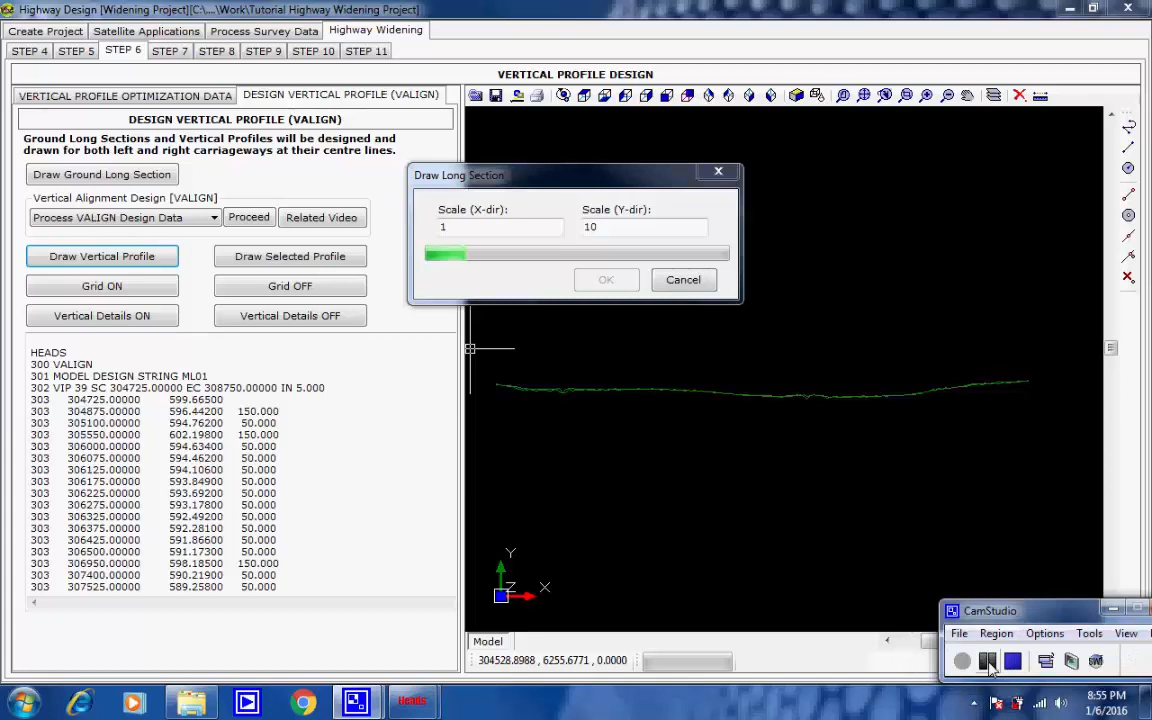 Highway Design [Widening Project][C:\....\Work\Tutorial Highway Widening Project]
Create Project Satellite Applications Process Survey Data Highway Widening
STEP 4 STEP 5 STEP 6 STEP 7 STEP 8 STEP 9 STEP 10 STEP 11
VERTICAL PROFILE DESIGN
VERTICAL PROFILE OPTIMIZATION DATA DESIGN VERTICAL PROFILE (VALIGN)
DESIGN VERTICAL PROFILE (VALIGN)
Ground Long Sections and Vertical Profiles will be designed and
drawn for both left and right carriageways at their centre lines.
Draw Ground Long Section
Vertical Alignment Design [VALIGN]
Process VALIGN Design Data Proceed Related Video
Draw Vertical Profile Draw Selected Profile
Grid ON Grid OFF
Vertical Details ON Vertical Details OFF
HEADS
300 VALIGN
301 MODEL DESIGN STRING ML01
302 VIP 39 SC 304725.00000 EC 308750.00000 IN 5.000
303 304725.00000 599.66500
303 304875.00000 596.44200 150.000
303 305100.00000 594.76200 50.000
303 305550.00000 602.19800 150.000
303 306000.00000 594.63400 50.000
303 306075.00000 594.46000 50.000
303 306125.00000 594.10600 50.000
303 306175.00000 593.84900 50.000
303 306225.00000 593.69200 50.000
303 306275.00000 593.17800 50.000
303 306325.00000 592.49200 50.000
303 306375.00000 592.28100 50.000
303 306425.00000 591.86600 50.000
303 306500.00000 591.17300 50.000
303 306950.00000 598.18500 150.000
303 307400.00000 590.21900 50.000
303 307525.00000 589.25800 50.000
Draw Long Section
Scale (X-dir): Scale (Y-dir):
1 10
OK Cancel
Y
Z X
Model
304528.8988 , 6255.6771 , 0.0000
CamStudio
File Region Options Tools View
Heads
8:55 PM
1/6/2016